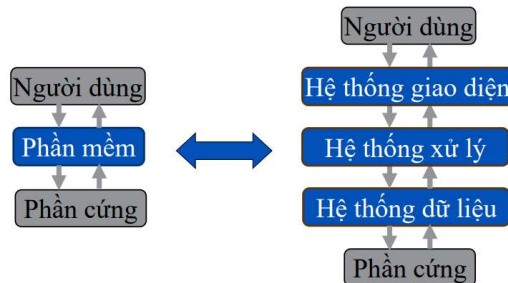 Người dùng
Phần mềm
Phần cứng
Người dùng
Hệ thống giao diện
Hệ thống xử lý
Hệ thống dữ liệu
Phần cứng